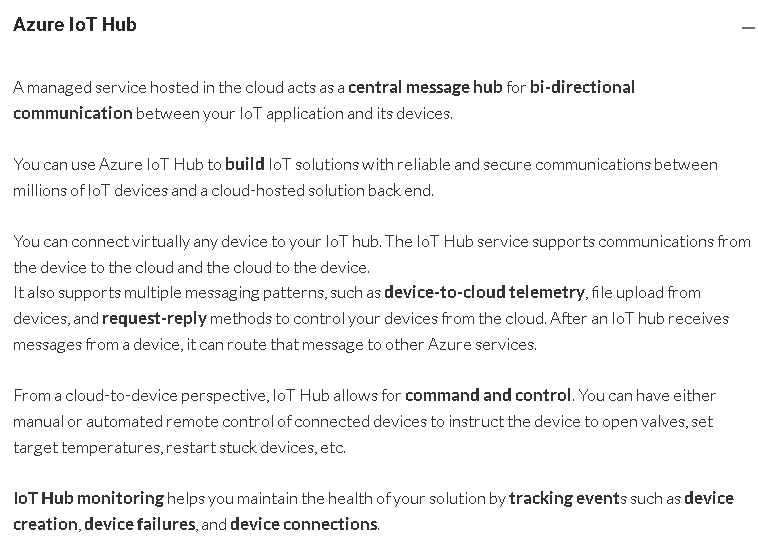 Azure IoT Hub
A managed service hosted in the cloud acts as a central message hub for bi-directional
communication between your IoT application and its devices.
You can use Azure IoT Hub to build IoT solutions with reliable and secure communications between
millions of IoT devices and a cloud-hosted solution back end.
You can connect virtually any device to your IoT hub. The IoT Hub service supports communications from
the device to the cloud and the cloud to the device.
It also supports multiple messaging patterns, such as device-to-cloud telemetry, file upload from
devices, and request-reply methods to control your devices from the cloud. After an IoT hub receives
messages from a device, it can route that message to other Azure services.
From a cloud-to-device perspective, IoT Hub allows for command and control. You can have either
manual or automated remote control of connected devices to instruct the device to open valves, set
target temperatures, restart stuck devices, etc.
IoT Hub monitoring helps you maintain the health of your solution by tracking events such as device
creation, device failures, and device connections.